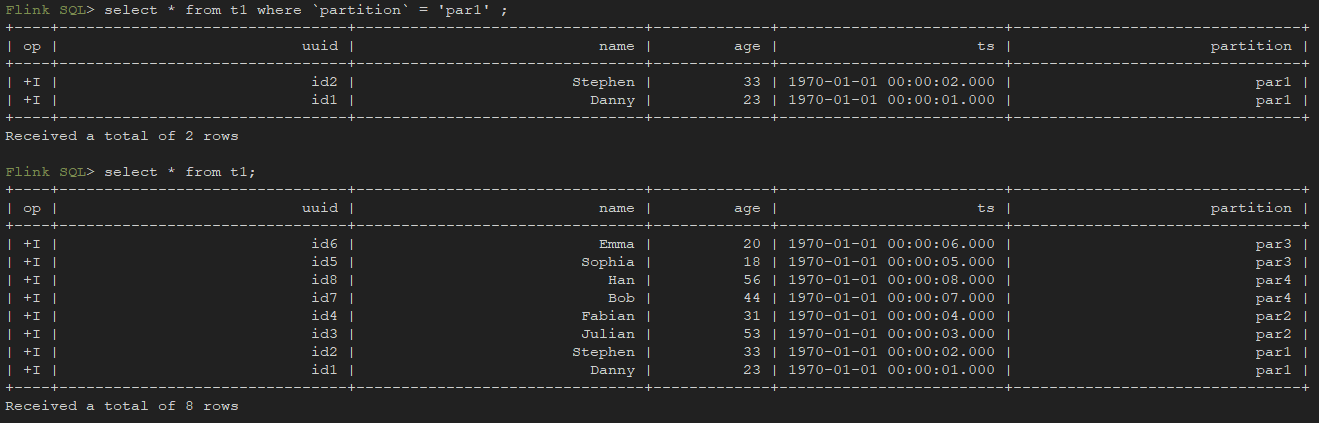 Flink SQL> select * from t1 where `partition` = 'par1' ;
+----+--------------------------------+--------------------------------+-------------+-------------------------+--------------------------------+
| op |                           uuid |                           name |         age |                      ts |                      partition |
+----+--------------------------------+--------------------------------+-------------+-------------------------+--------------------------------+
| +I |                            id2 |                        Stephen |          33 | 1970-01-01 00:00:02.000 |                           par1 |
| +I |                            id1 |                          Danny |          23 | 1970-01-01 00:00:01.000 |                           par1 |
+----+--------------------------------+--------------------------------+-------------+-------------------------+--------------------------------+
Received a total of 2 rows
Flink SQL> select * from t1;
+----+--------------------------------+--------------------------------+-------------+-------------------------+--------------------------------+
| op |                           uuid |                           name |         age |                      ts |                      partition |
+----+--------------------------------+--------------------------------+-------------+-------------------------+--------------------------------+
| +I |                            id6 |                           Emma |          20 | 1970-01-01 00:00:06.000 |                           par3 |
| +I |                            id5 |                         Sophia |          18 | 1970-01-01 00:00:05.000 |                           par3 |
| +I |                            id8 |                            Han |          56 | 1970-01-01 00:00:08.000 |                           par4 |
| +I |                            id7 |                            Bob |          44 | 1970-01-01 00:00:07.000 |                           par4 |
| +I |                            id4 |                         Fabian |          31 | 1970-01-01 00:00:04.000 |                           par2 |
| +I |                            id3 |                         Julian |          53 | 1970-01-01 00:00:03.000 |                           par2 |
| +I |                            id2 |                        Stephen |          33 | 1970-01-01 00:00:02.000 |                           par1 |
| +I |                            id1 |                          Danny |          23 | 1970-01-01 00:00:01.000 |                           par1 |
+----+--------------------------------+--------------------------------+-------------+-------------------------+--------------------------------+
Received a total of 8 rows